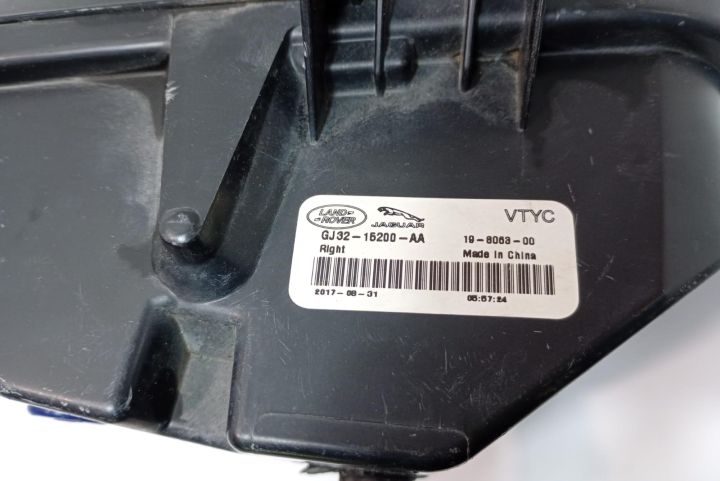 LAND-
-ROVER
JAGUAR
VTYC
GJ32-15200-AA
19-6063-00
Right
Made in China
2017-08-31
05:57:24